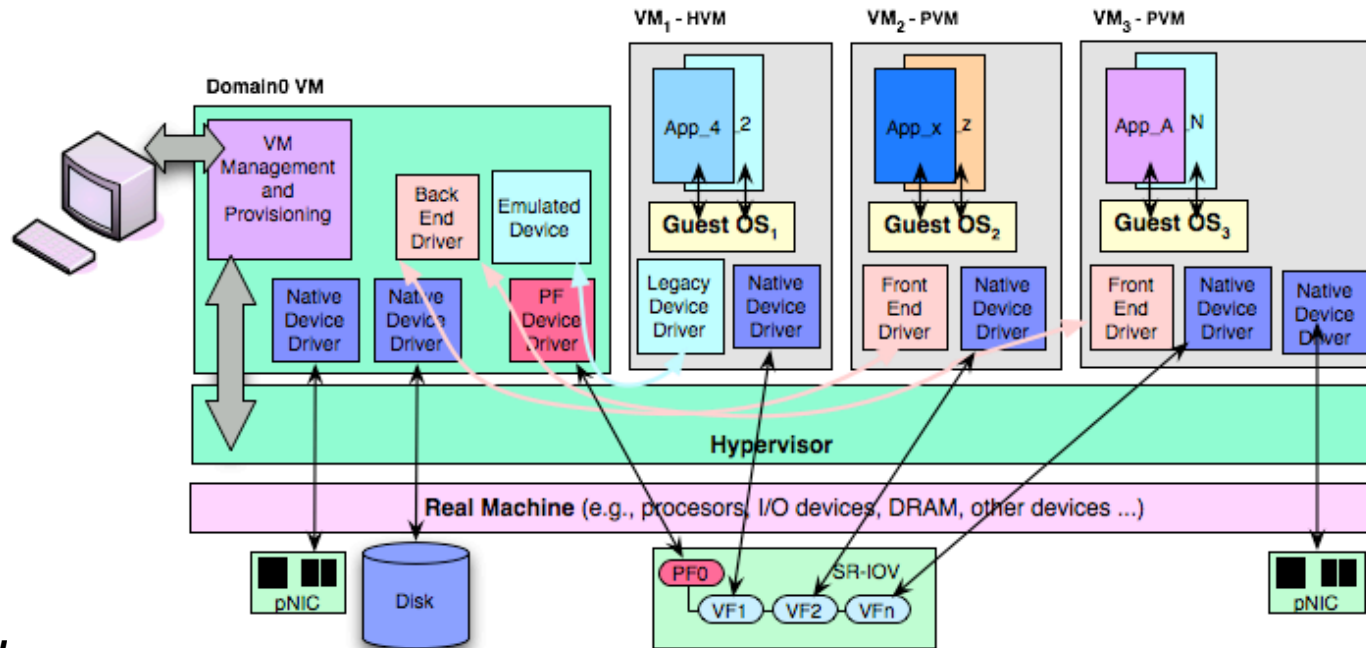 VM1 - HVM
VM2 - PVM
VM3 - PVM
Domain0 VM
VM
Management
and
Provisioning
Back
End
Driver
Emulated
Device
Native
Device
Driver
Native
Device
Driver
PF
Device
Driver
App_4
_2
Guest OS1
Legacy
Device
Driver
Native
Device
Driver
App_x
_z
Guest OS2
Front
End
Driver
Native
Device
Driver
App_A
_N
Guest OS3
Front
End
Driver
Native
Device
Driver
Native
Device
Driver
Hypervisor
Real Machine (e.g., procesors, I/O devices, DRAM, other devices ...)
pNIC
Disk
PF0
SR-IOV
VF1
VF2
VFn
pNIC